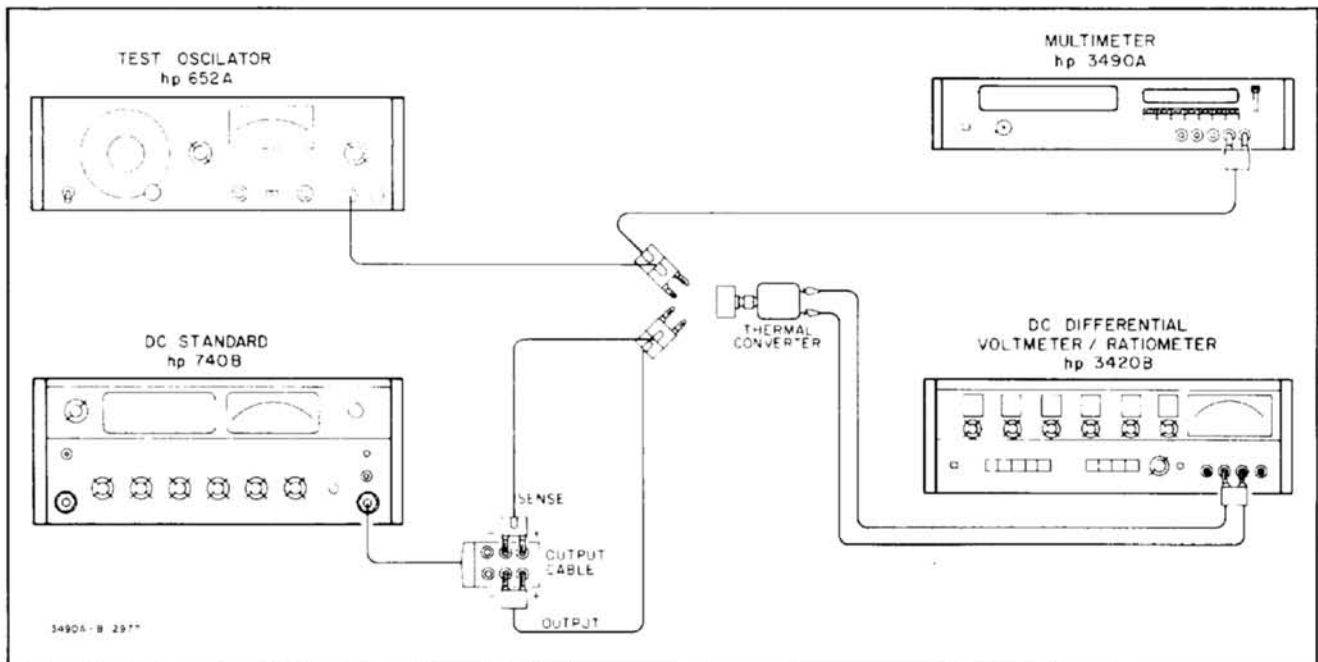 TEST OSCILATOR
hp 652A
MULTIMETER
hp 3490A
THERMAL
CONVERTER
DC STANDARD
hp 740B
DC DIFFERENTIAL
VOLTMETER / RATIOMETER
hp 3420B
SENSE
OUTPUT
CABLE
OUTPUT
3490A-B 2977